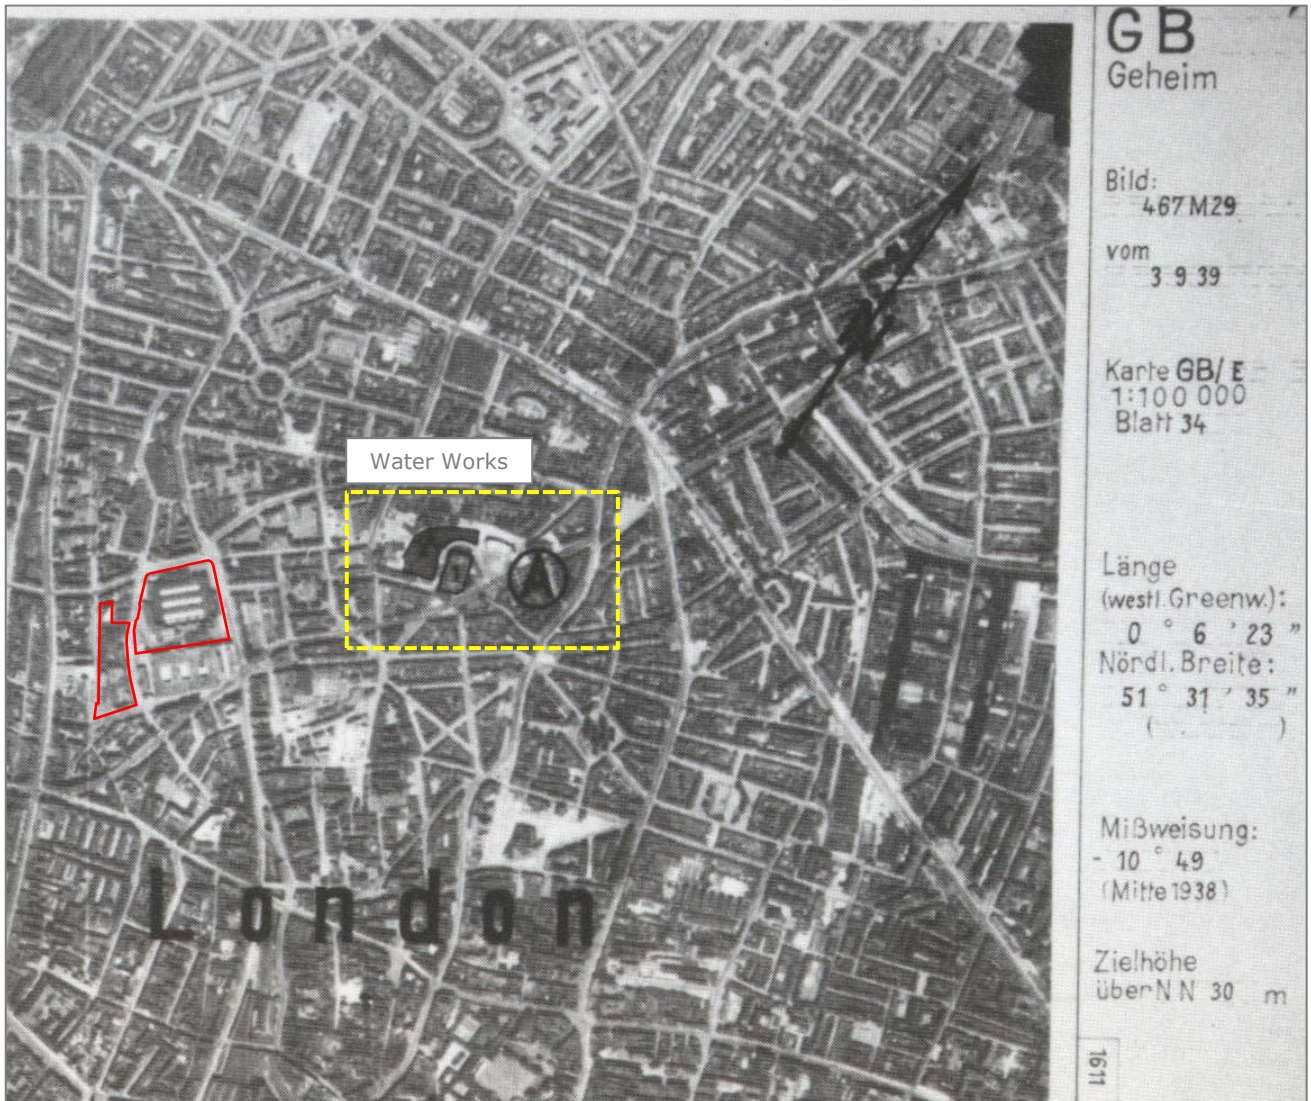 GB
Geheim
Bild:
467 M29
vom
3 9 39
Karte GB/E
1:100 000
Blatt 34
Länge
(westl. Greenw.):
0 ° 6 ' 23 "
Nördl. Breite:
51 ° 31 ' 35 "
( )
Mißweisung:
- 10 ° 49
(Mitte 1938)
Zielhöhe
über N N 30 m
1611
Water Works
A
London